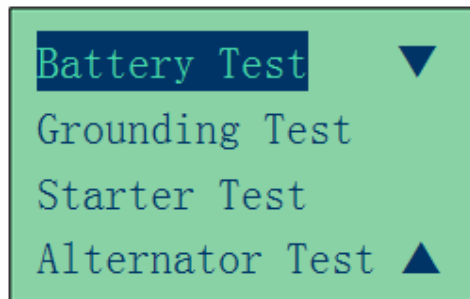 Battery Test ▼
Grounding Test
Starter Test
Alternator Test ▲